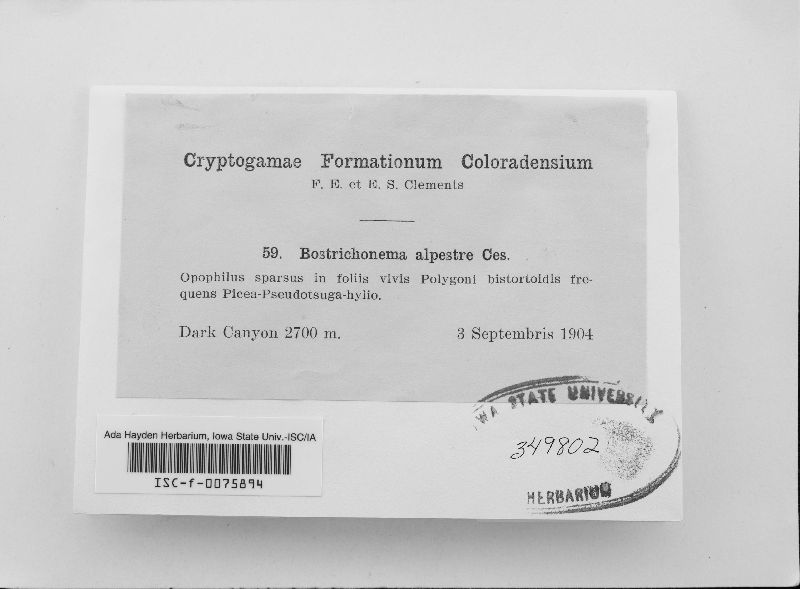 Cryptogamae Formationum Coloradensium
F. E. et E. S. Clements
59. Bostrichonema alpestre Ces.
Opophilus sparsus in foliis vivis Polygoni bistortoidis fre-
quens Picea-Pseudotsuga-hylio.
Dark Canyon 2700 m. 3 Septembris 1904
WA STATE UNIVERSITY
349802
HERBARIUM
Ada Hayden Herbarium, Iowa State Univ.-ISC/IA
ISC-f-0075894